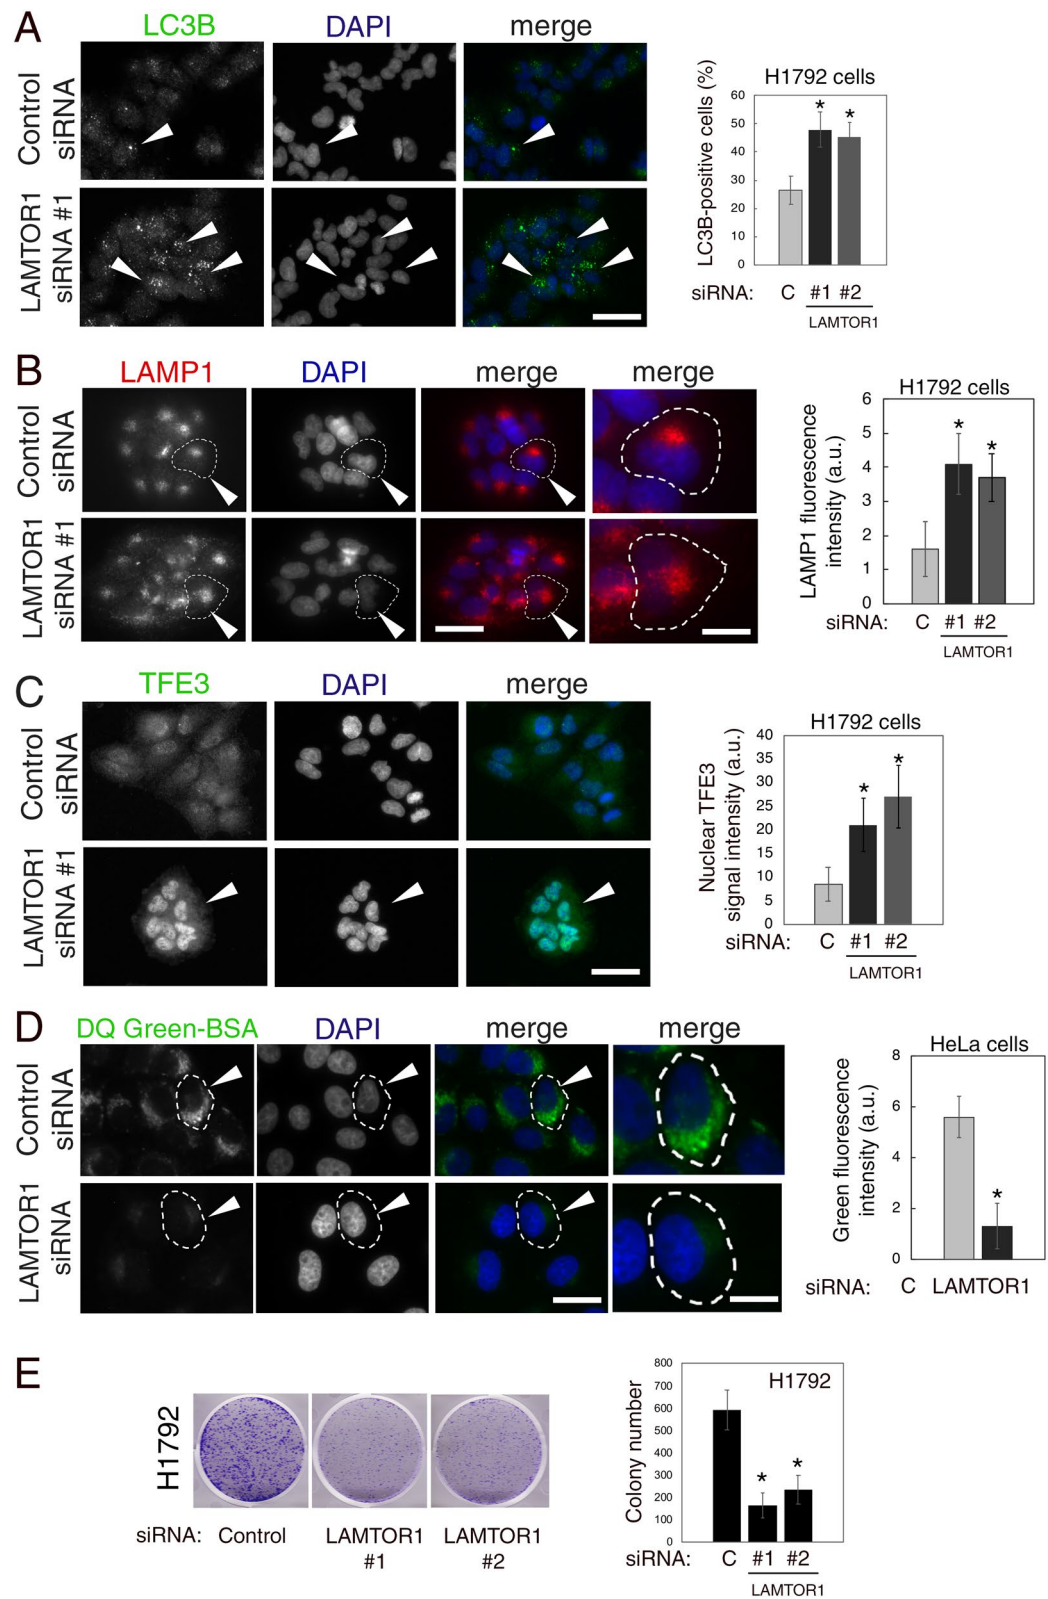 A
LC3B
DAPI
merge
Control
siRNA
LAMTOR1
siRNA #1
H1792 cells
LC3B-positive cells (%)
60
50
40
30
20
10
0
*
*
siRNA:
C
#1
#2
LAMTOR1
B
LAMP1
DAPI
merge
merge
Control
siRNA
LAMTOR1
siRNA #1
H1792 cells
LAMP1 fluorescence
intensity (a.u.)
6
5
4
3
2
1
0
*
*
siRNA:
C
#1
#2
LAMTOR1
C
TFE3
DAPI
merge
Control
siRNA
LAMTOR1
siRNA #1
H1792 cells
Nuclear TFE3
signal intensity (a.u.)
40
35
30
25
20
15
10
5
0
*
*
siRNA:
C
#1
#2
LAMTOR1
D
DQ Green-BSA
DAPI
merge
merge
Control
siRNA
LAMTOR1
siRNA
HeLa cells
Green fluorescence
intensity (a.u.)
8
6
4
2
0
*
siRNA:
C
LAMTOR1
E
H1792
siRNA:
Control
LAMTOR1
#1
LAMTOR1
#2
H1792
Colony number
800
700
600
500
400
300
200
100
0
*
*
siRNA:
C
#1
#2
LAMTOR1